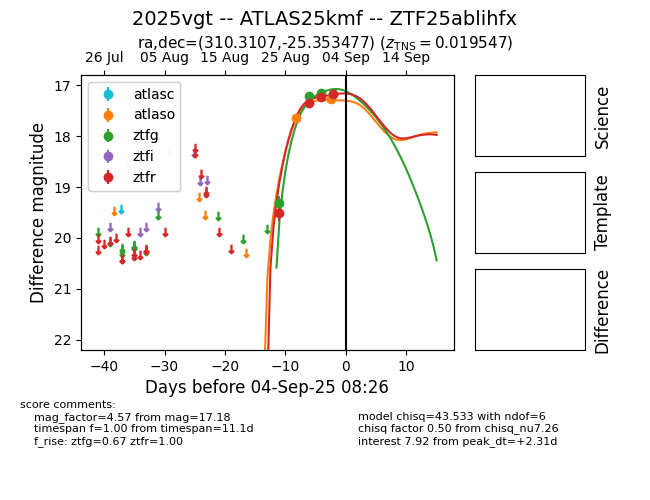 2025vgt -- ATLAS25kmf -- ZTF25ablihfx
ra,dec=(310.3107,-25.353477) (zTNS = 0.019547)
26 Jul 05 Aug 15 Aug 25 Aug 04 Sep 14 Sep
17
18
19
20
21
22
Difference magnitude
atlasc
atlaso
ztfg
ztfi
ztfr
−40 −30 −20 −10 0 10
Days before 04-Sep-25 08:26
Science
Template
Difference
score comments:
mag_factor=4.57 from mag=17.18
timespan f=1.00 from timespan=11.1d
f_rise: ztfg=0.67 ztfr=1.00
model chisq=43.533 with ndof=6
chisq factor 0.50 from chisq_nu7.26
interest 7.92 from peak_dt=+2.31d